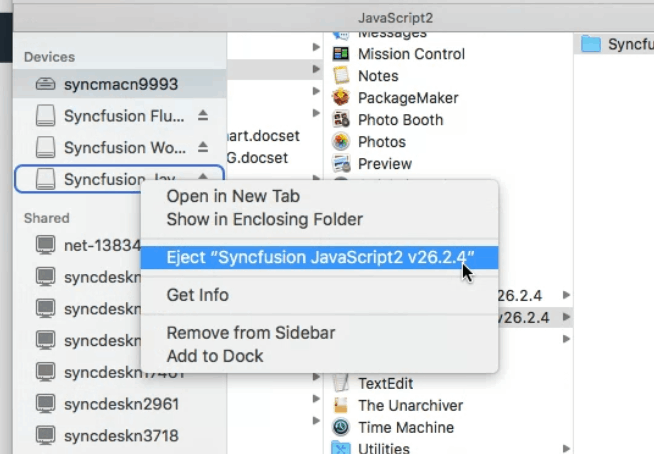 JavaScript2
Devices
syncmacn9993
Syncfusion Flu...
Syncfusion Wo...
Syncfusion Jav
Shared
net-13834
syncdeskn
syncdeskn
syncdeskn
syncdeskn17461
syncdeskn2961
syncdeskn3718
art.docset
G.docset
Open in New Tab
Show in Enclosing Folder
Eject “Syncfusion JavaScript2 v26.2.4”
Get Info
Remove from Sidebar
Add to Dock
Messages
Mission Control
Notes
PackageMaker
Photo Booth
Photos
Preview
26.2.4
v26.2.4
TextEdit
The Unarchiver
Time Machine
Utilities
Syncfu